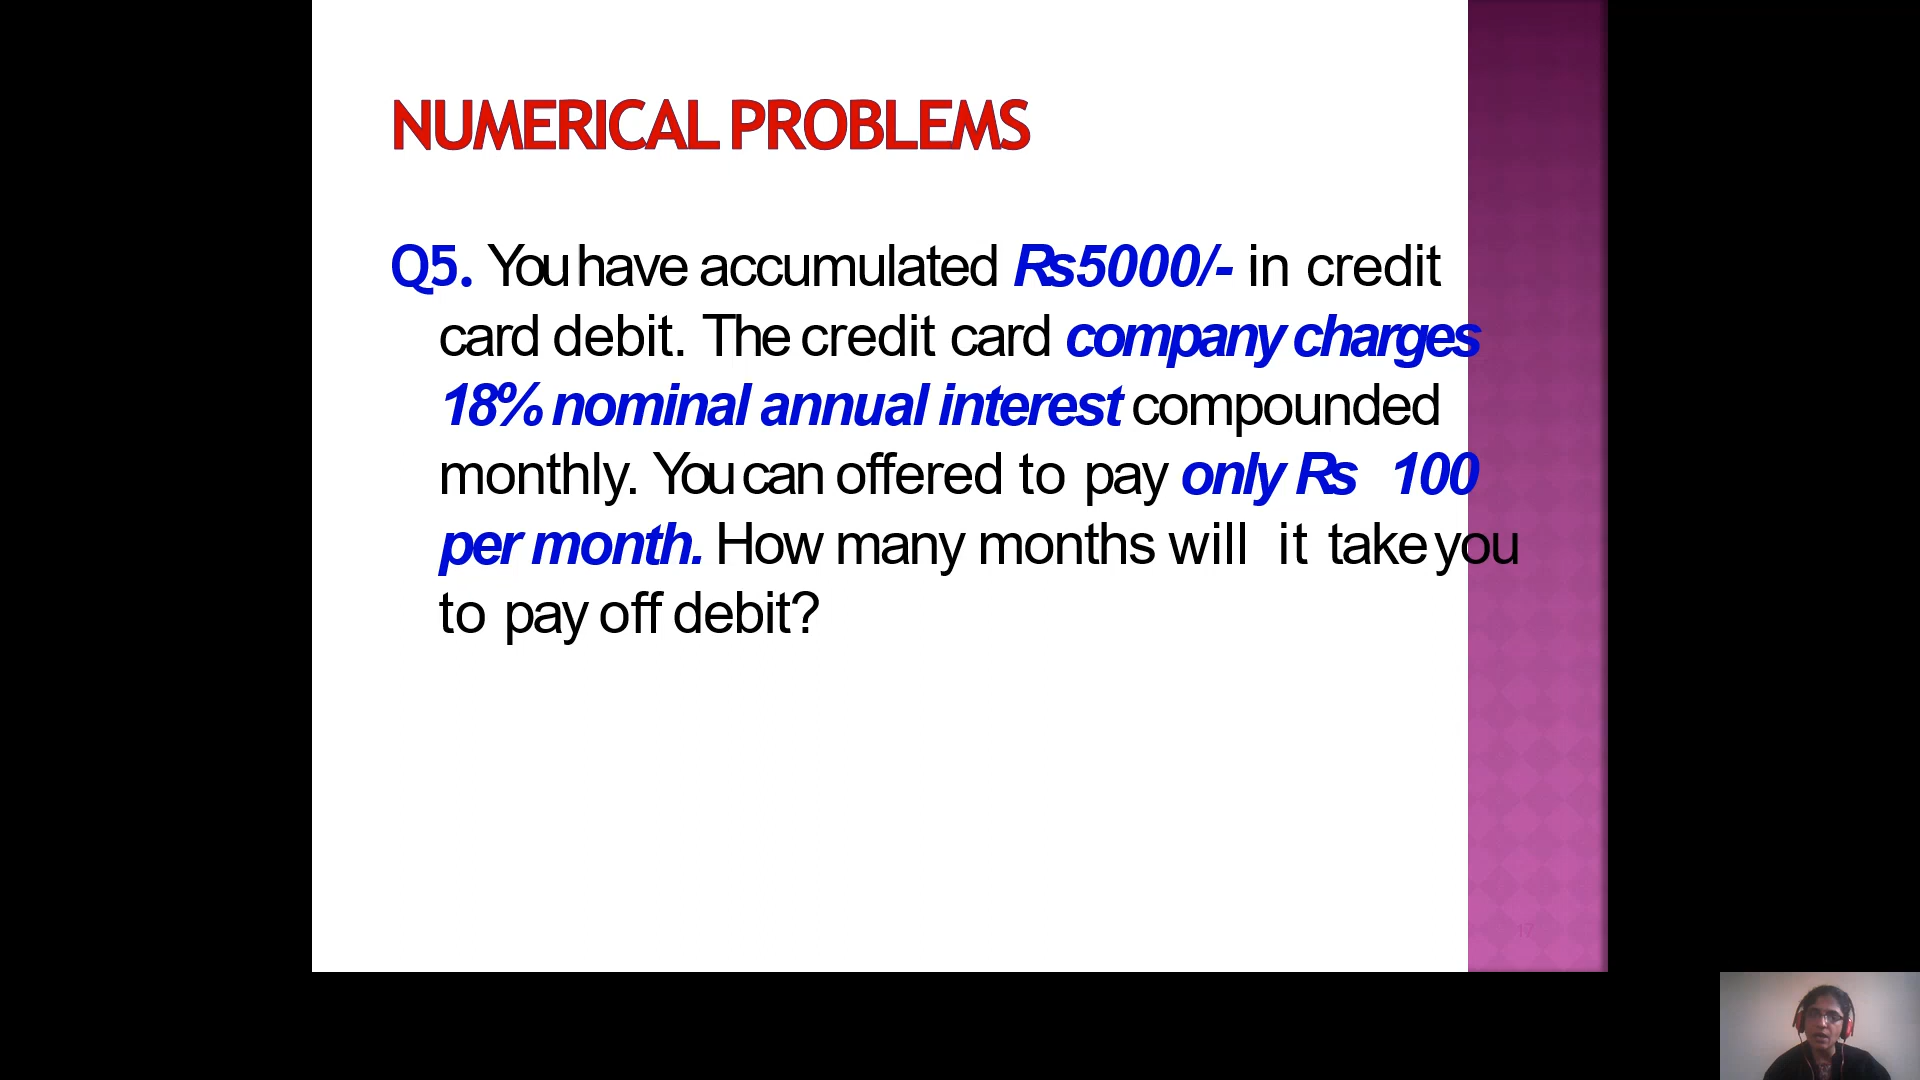 NUMERICAL PROBLEMS
Q5. You have accumulated Rs5000/- in credit
card debit. The credit card company charges
18% nominal annual interest compounded
monthly. You can offered to pay only Rs 100
per month. How many months will it take you
to pay off debit?
17